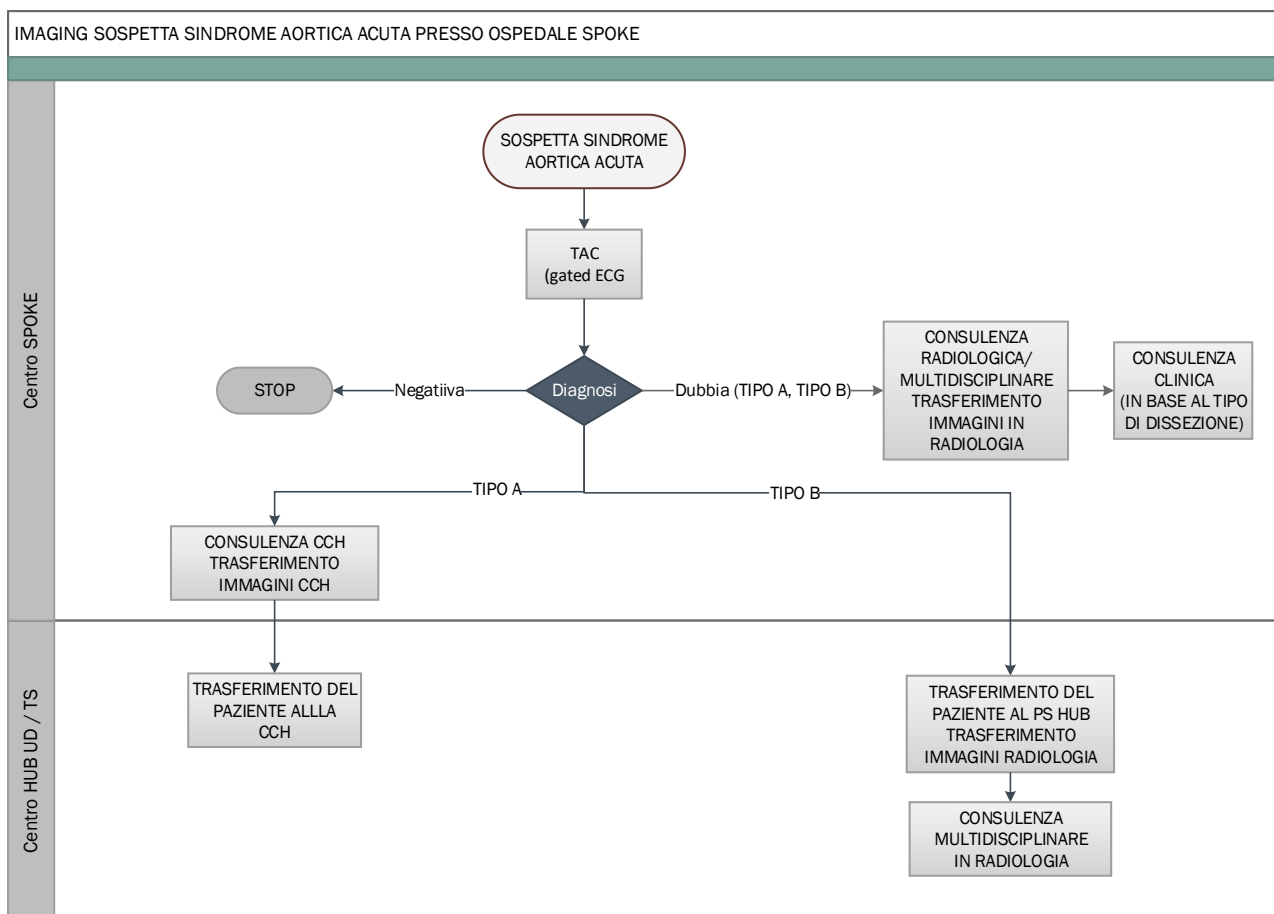 IMAGING SOSPETTA SINDROME AORTICA ACUTA PRESSO OSPEDALE SPOKE
Centro SPOKE
SOSPETTA SINDROME
AORTICA ACUTA
TAC
(gated ECG
Diagnosi
Negatiiva
STOP
Dubbia (TIPO A, TIPO B)
CONSULENZA
RADIOLOGICA/
MULTIDISCIPLINARE
TRASFERIMENTO
IMMAGINI IN
RADIOLOGIA
CONSULENZA
CLINICA
(IN BASE AL TIPO
DI DISSEZIONE)
TIPO A
TIPO B
CONSULENZA CCH
TRASFERIMENTO
IMMAGINI CCH
Centro HUB UD / TS
TRASFERIMENTO DEL
PAZIENTE ALLLA
CCH
TRASFERIMENTO DEL
PAZIENTE AL PS HUB
TRASFERIMENTO
IMMAGINI RADIOLOGIA
CONSULENZA
MULTIDISCIPLINARE
IN RADIOLOGIA